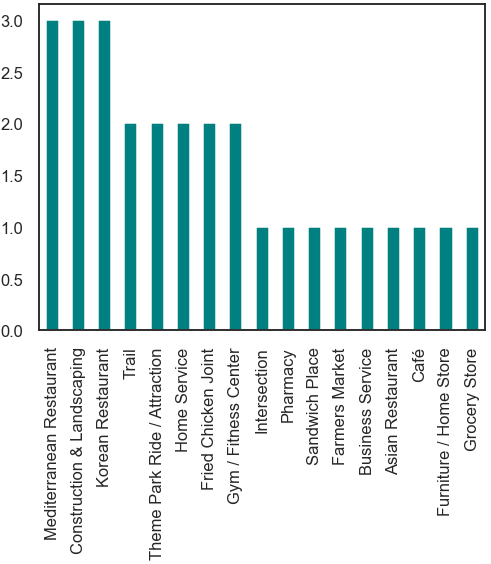 3.0
2.5
2.0
1.5
1.0
0.5
0.0
Mediterranean Restaurant
Construction & Landscaping
Korean Restaurant
Trail
Theme Park Ride / Attraction
Home Service
Fried Chicken Joint
Gym / Fitness Center
Intersection
Pharmacy
Sandwich Place
Farmers Market
Business Service
Asian Restaurant
Café
Furniture / Home Store
Grocery Store